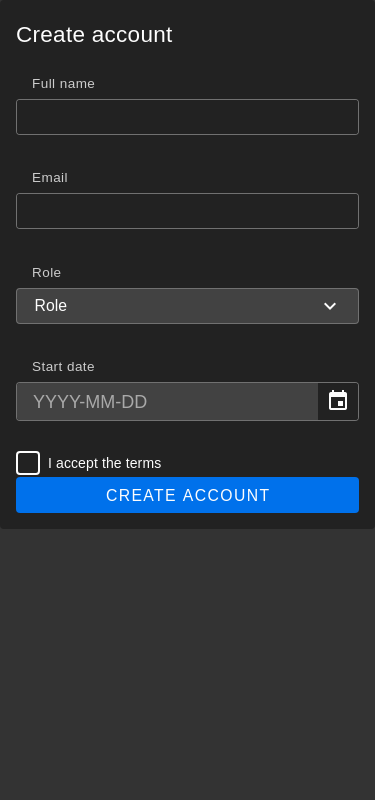 Create account
Full name
Email
Role
Role
Start date
YYYY-MM-DD
I accept the terms
CREATE ACCOUNT